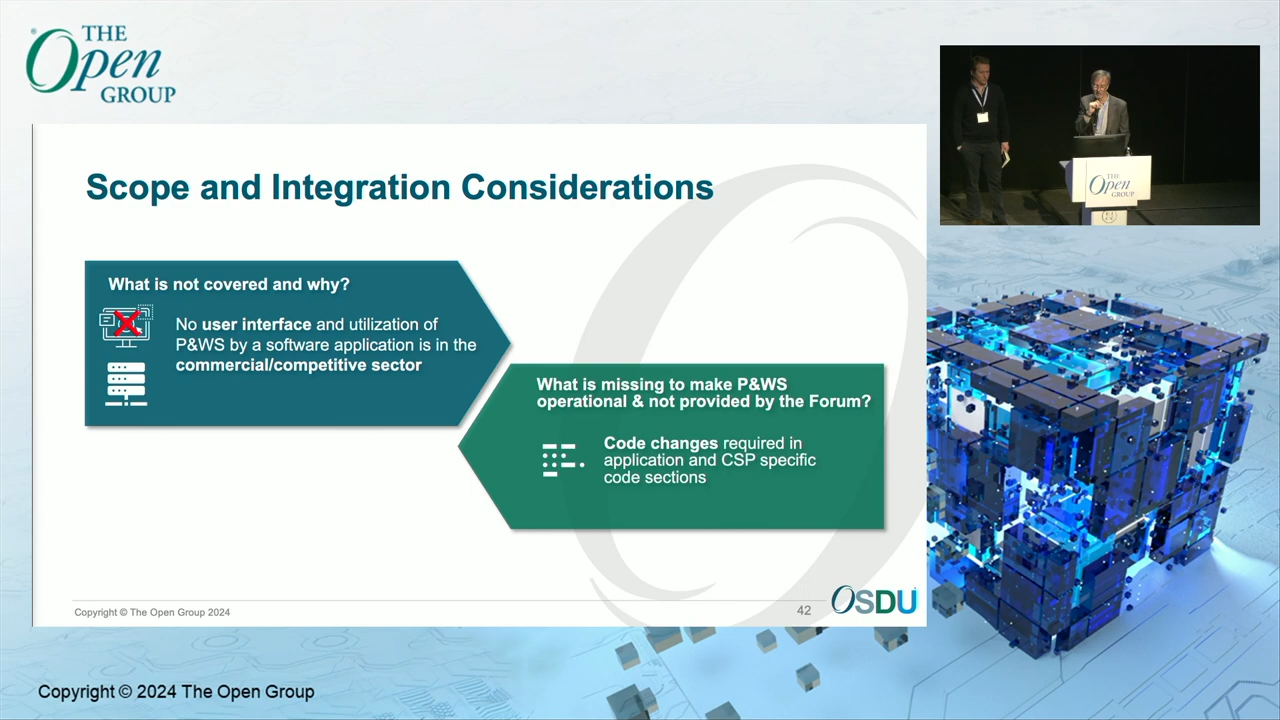 THE
Open
GROUP
Scope and Integration Considerations
What is not covered and why?
No user interface and utilization of
P&WS by a software application is in the
commercial/competitive sector
What is missing to make P&WS
operational & not provided by the Forum?
Code changes required in
application and CSP specific
code sections
Copyright © The Open Group 2024
42
OSDU
THE
Open
GROUP
Copyright © 2024 The Open Group